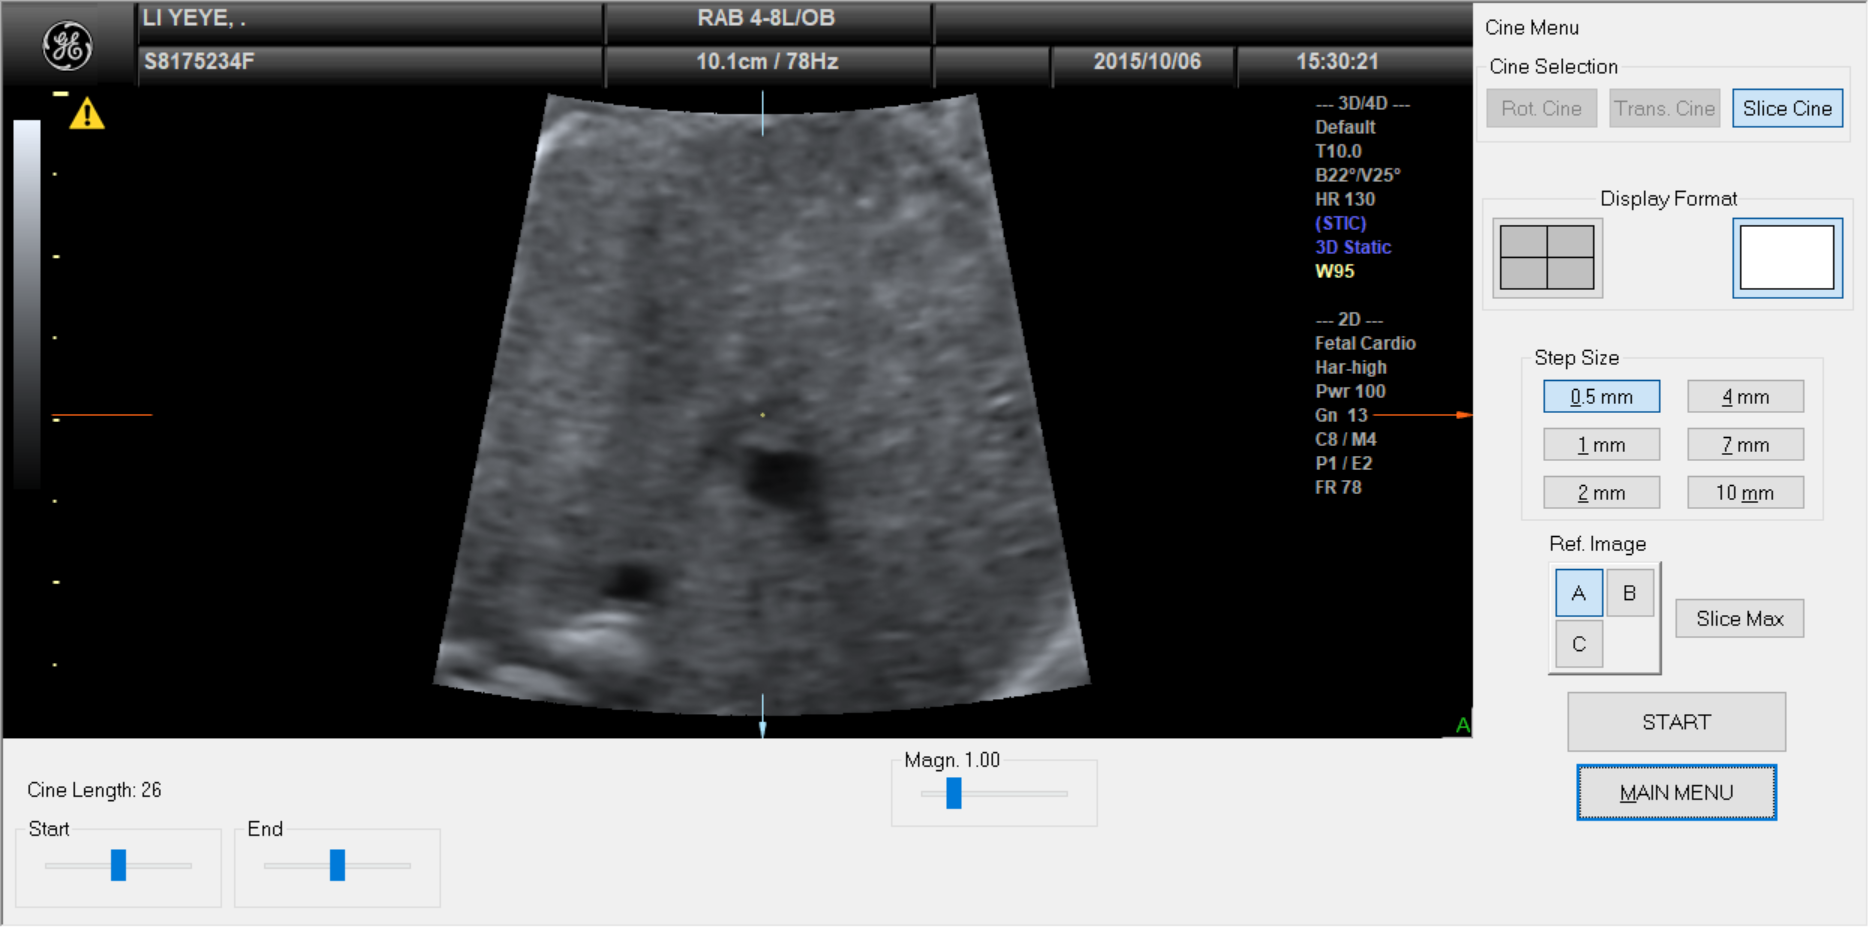 LI YEYE, .
RAB 4-8L/OB
S8175234F
10.1cm / 78Hz
2015/10/06
15:30:21
--- 3D/4D ---
Default
T10.0
B22°/V25°
HR 130
(STIC)
3D Static
W95
--- 2D ---
Fetal Cardio
Har-high
Pwr 100
Gn 13
C8 / M4
P1 / E2
FR 78
A
Cine Menu
Cine Selection
Rot. Cine
Trans. Cine
Slice Cine
Display Format
Step Size
0.5 mm
4 mm
1 mm
7 mm
2 mm
10 mm
Ref. Image
A
B
C
Slice Max
START
MAIN MENU
Magn. 1.00
Cine Length: 26
Start
End